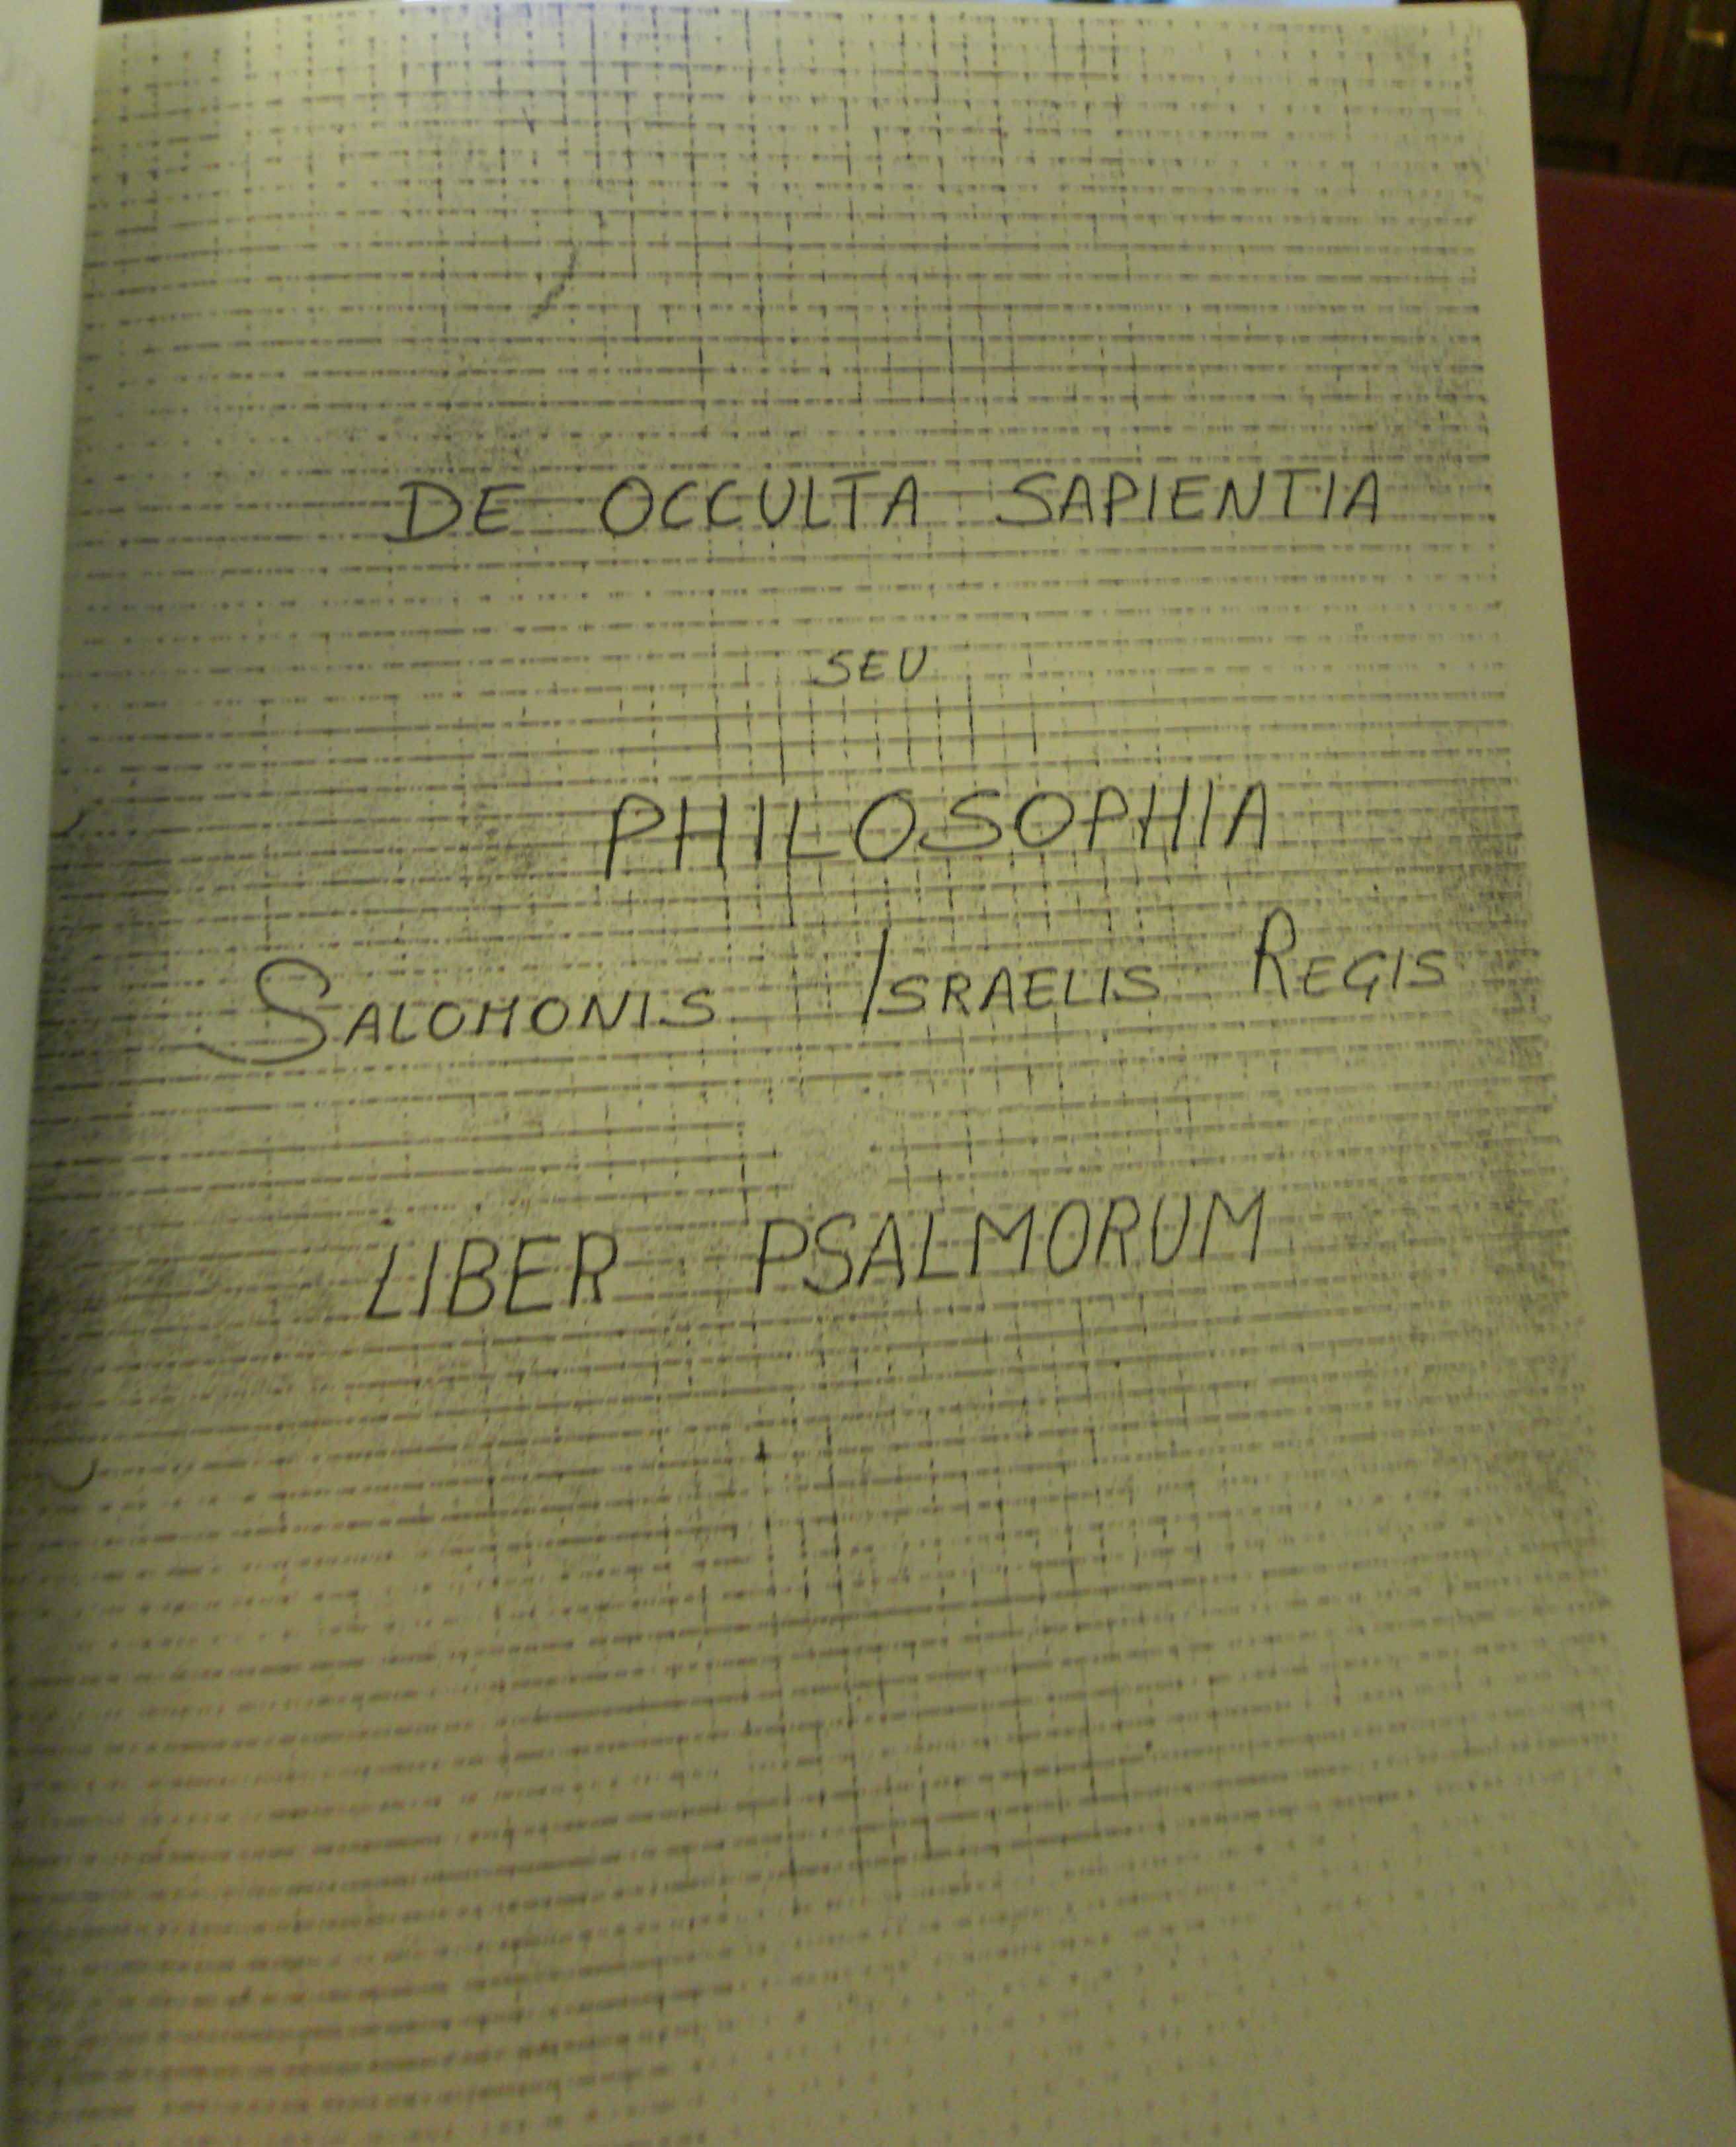 DE OCCULTA SAPIENTIA
SEU
PHILOSOPHIA
SALOMONIS ISRAELIS REGIS
LIBER PSALMORUM